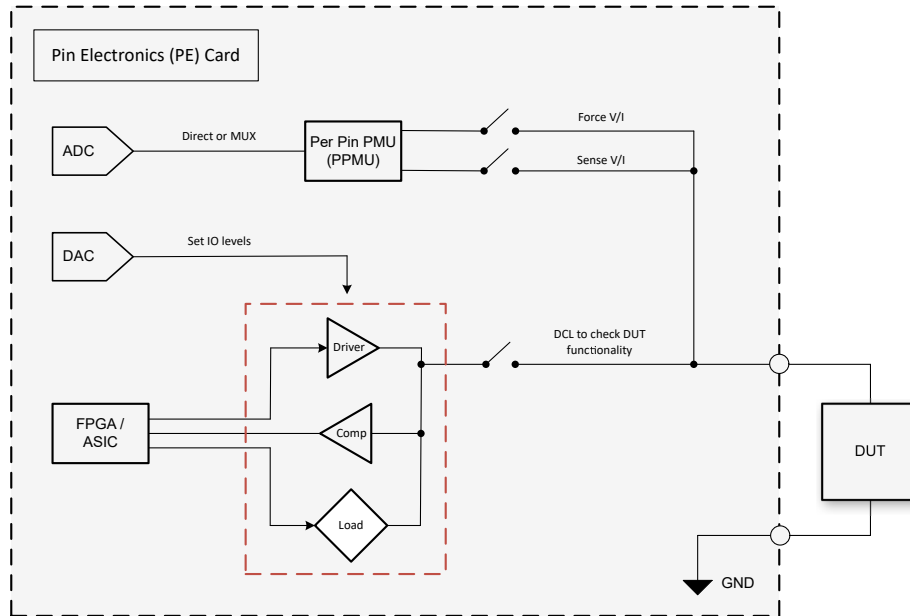 Pin Electronics (PE) Card
ADC
Direct or MUX
Per Pin PMU
(PPMU)
Force V/I
Sense V/I
DAC
Set IO levels
Driver
DCL to check DUT
functionality
FPGA /
ASIC
Comp
DUT
Load
GND